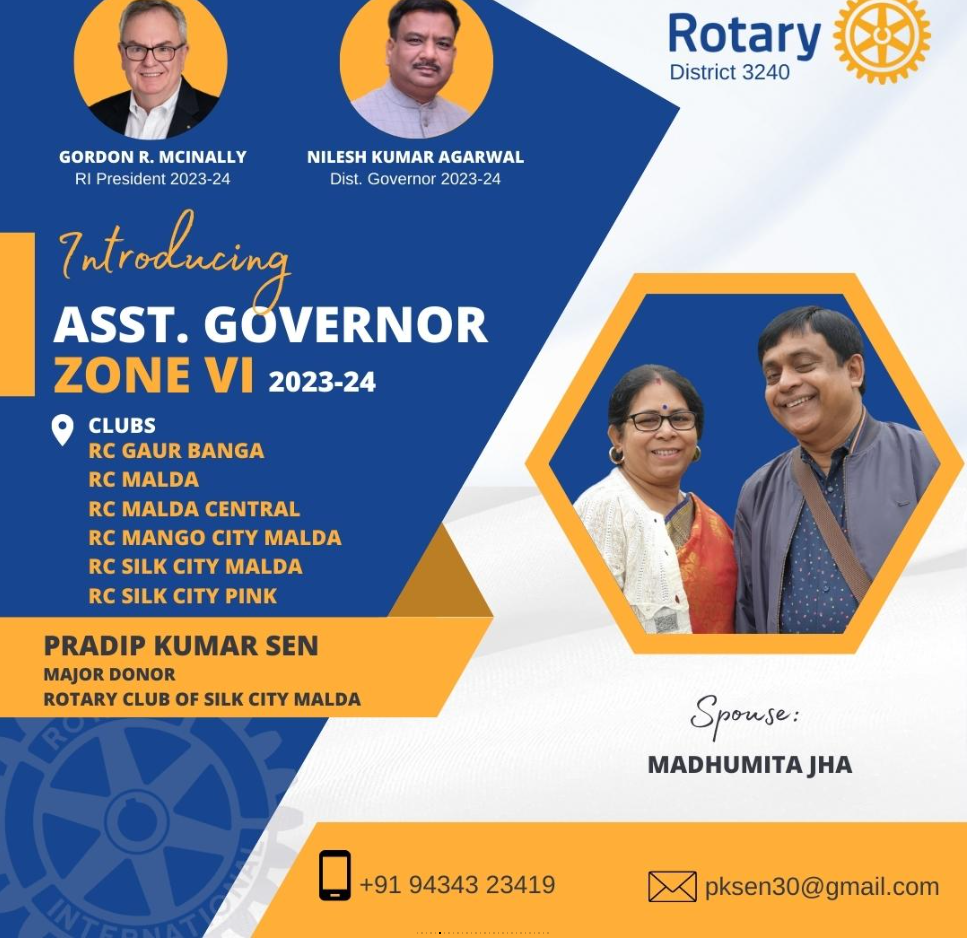 Rotary
District 3240
GORDON R. MCINALLY
RI President 2023-24
NILESH KUMAR AGARWAL
Dist. Governor 2023-24
Introducing
ASST. GOVERNOR
ZONE VI 2023-24
CLUBS
RC GAUR BANGA
RC MALDA
RC MALDA CENTRAL
RC MANGO CITY MALDA
RC SILK CITY MALDA
RC SILK CITY PINK
PRADIP KUMAR SEN
MAJOR DONOR
ROTARY CLUB OF SILK CITY MALDA
Spouse:
MADHUMITA JHA
INTERNATIONAL
+91 94343 23419
pksen30@gmail.com